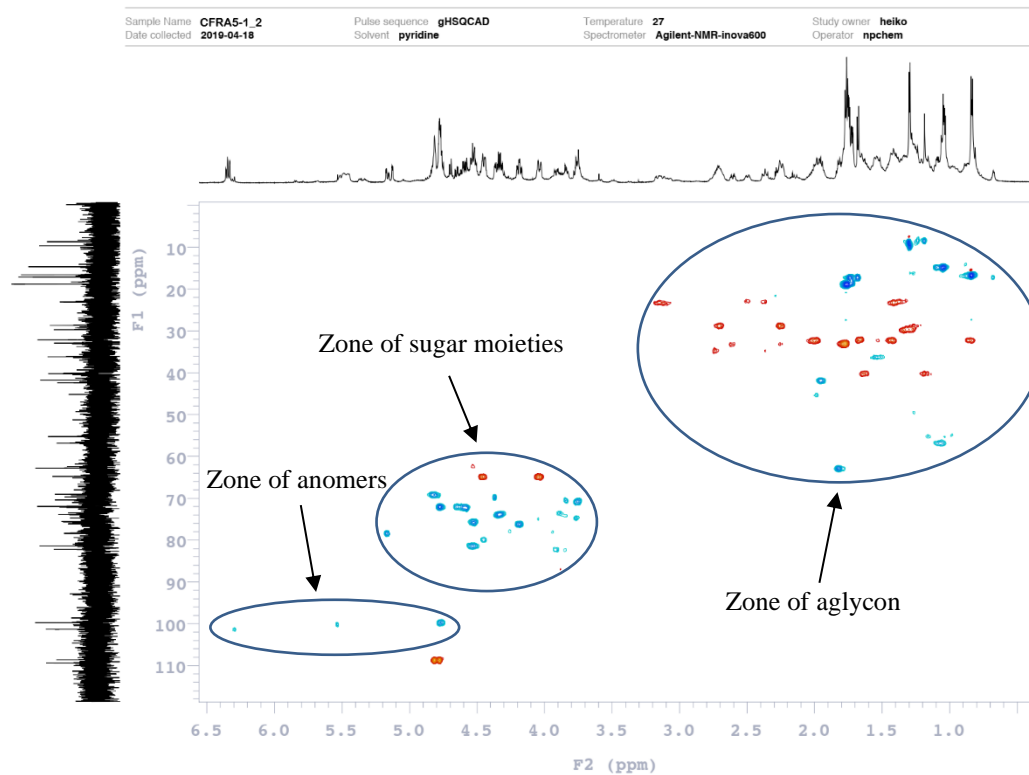 Sample Name CFRA5-1_2 Pulse sequence gHSQCAD Temperature 27 Study owner heiko
Date collected 2019-04-18 Solvent pyridine Spectrometer Agilent-NMR-inova600 Operator npchem
F1 (ppm)
10
20
30
40
50
60
70
80
90
100
110
Zone of sugar moieties
Zone of anomers
Zone of aglycon
6.5 6.0 5.5 5.0 4.5 4.0 3.5 3.0 2.5 2.0 1.5 1.0
F2 (ppm)